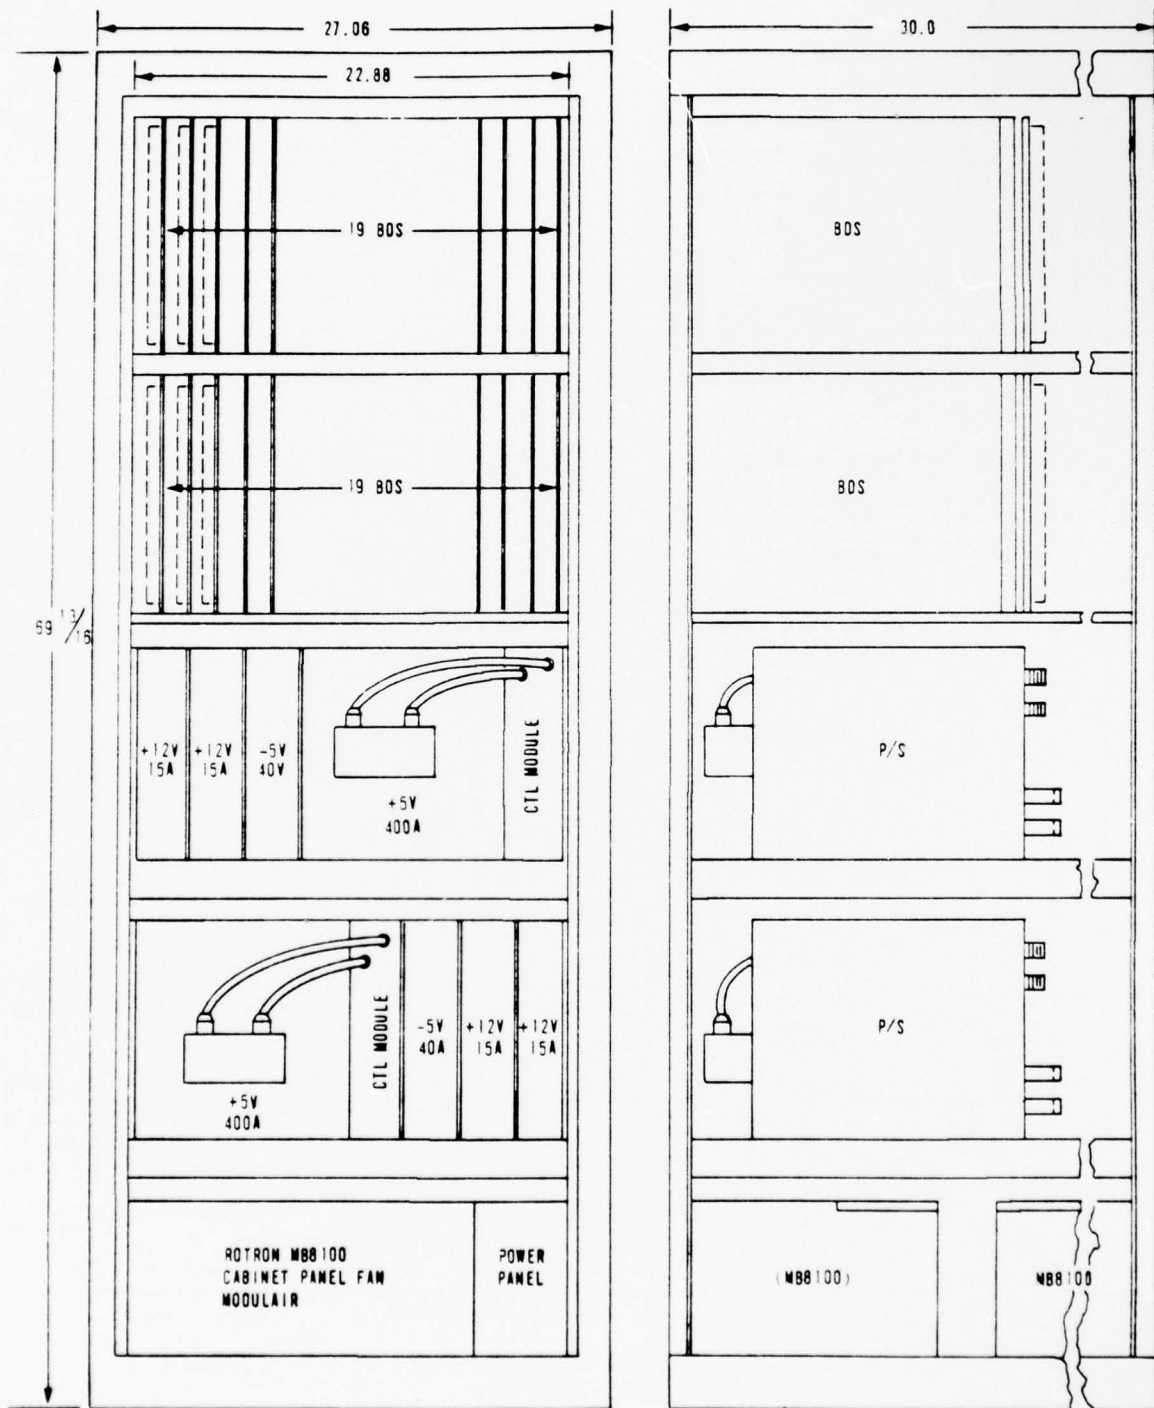 27.06
30.0
22.88
19 BDS
BDS
19 BDS
BDS
69 13/16
+12V
15A
+12V
15A
-5V
40V
+5V
400A
CTL MODULE
P/S
+5V
400A
CTL MODULE
-5V
40A
+12V
15A
+12V
15A
P/S
ROTRON MB8100
CABINET PANEL FAN
MODULAIR
POWER
PANEL
(MB8100)
MB8100